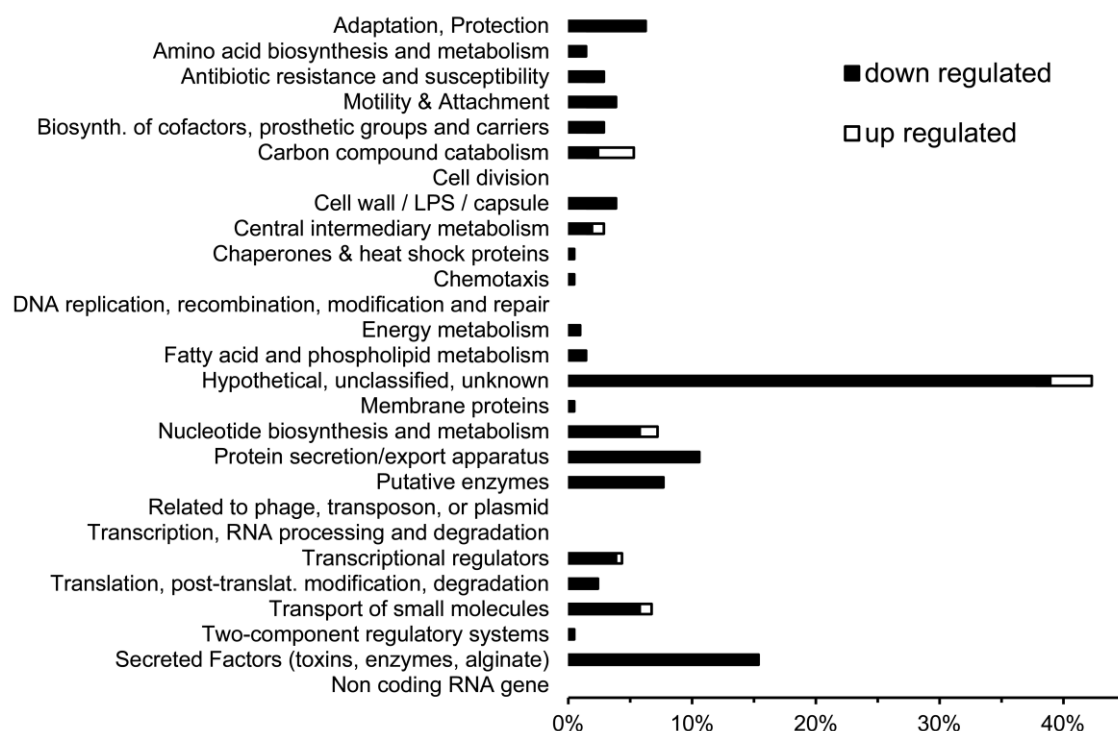 Adaptation, Protection
Amino acid biosynthesis and metabolism
Antibiotic resistance and susceptibility
Motility & Attachment
Biosynth. of cofactors, prosthetic groups and carriers
Carbon compound catabolism
Cell division
Cell wall / LPS / capsule
Central intermediary metabolism
Chaperones & heat shock proteins
Chemotaxis
DNA replication, recombination, modification and repair
Energy metabolism
Fatty acid and phospholipid metabolism
Hypothetical, unclassified, unknown
Membrane proteins
Nucleotide biosynthesis and metabolism
Protein secretion/export apparatus
Putative enzymes
Related to phage, transposon, or plasmid
Transcription, RNA processing and degradation
Transcriptional regulators
Translation, post-translat. modification, degradation
Transport of small molecules
Two-component regulatory systems
Secreted Factors (toxins, enzymes, alginate)
Non coding RNA gene
down regulated
up regulated
0% 10% 20% 30% 40%